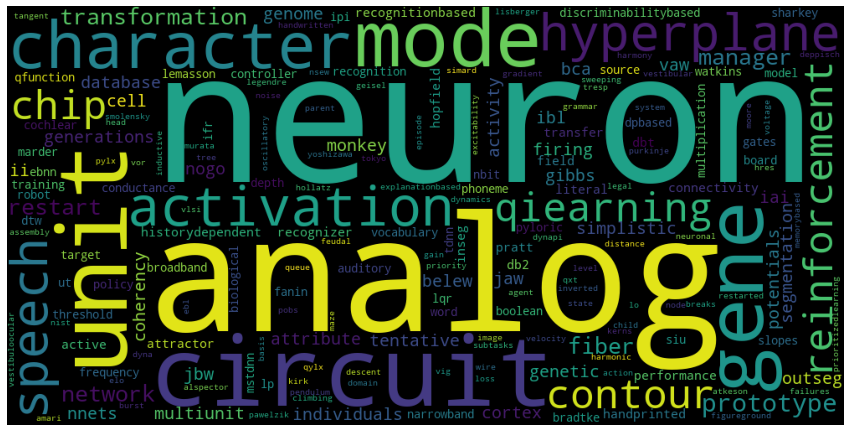 tangent
transformation
handwritten
genome
ipi
recognitionbased
lisberger
discriminabilitybased
sharkey
character
mode
hyperplane
harmony
deppisch
qfunction
lemasson
controller
legendre
nsew
recognition
simard
gradient
vestibular
bca
source
vaw
manager
watkins
database
geisel
sweeping
tresp
model
chip
cell
smolensky
head
noise
parent
hopfield
activity
excitability
episode
grammar
system
dpbased
multiplication
moore
voltage
cochlear
generations
inductive
murata
tree
ifr
oscillatory
yoshizawa
monkey
ibl
transfer
dbt
gates
marder
pylx
vor
nogo
tokyo
firing
purkinje
board
neuron
ii
ebnn
training
robot
conductance
depth
hollatz
explanationbased
phoneme
nbit
gibbs
field
literal
legal
connectivity
hres
iai
reinforcement
restart
dtw
assembly
vlsi
activation
dynamics
qiearning
memorybased
potentials
segmentation
unit
historydependent
recognizer
vocabulary
tdnn
inseg
pyloric
dynapi
simplistic
neuronal
target
feudal
gain
pratt
distance
speech
ut
policy
broadband
queue
priority
db2
qxt
level
restarted
coherency
biological
auditory
agent
inverted
lo
node
breaks
threshold
fanin
belew
jaw
state
nist
ebl
pobs
maze
lqr
boolean
kerns
prioritizedsiearning
analog
gene
active
attractor
attribute
tentative
word
image
child
siu
slopes
vestibuloocular
frequency
dyna
mstdnn
basis
qylx
harmonic
subtasks
fiber
velocity
jbw
lp
kirk
descent
vig
wire
genetic
action
performance
outseg
network
elo
alspector
pendulum
domain
loss
atkeson
circuit
contour
prototype
nnets
burst
climbing
amari
multiunit
pawelzik
individuals
narrowband
cortex
bradtke
handprinted
figureground
failures